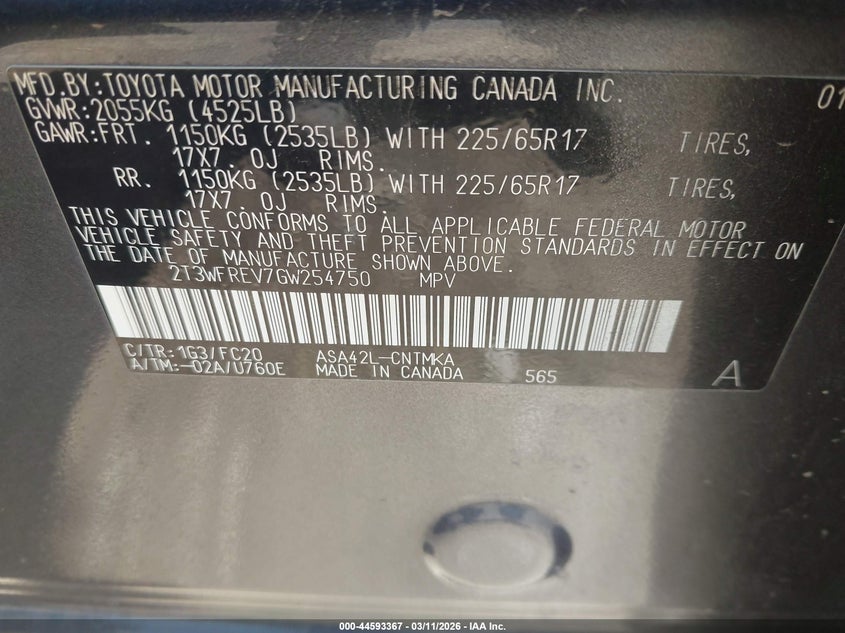 MFD.BY:TOYOTA MOTOR MANUFACTURING CANADA INC. 01
GVWR:2055KG (4525LB)
GAWR:FRT. 1150KG (2535LB) WITH 225/65R17 TIRES,
17X7.0J RIMS.
RR. 1150KG (2535LB) WITH 225/65R17 TIRES,
17X7.0J RIMS.
THIS VEHICLE CONFORMS TO ALL APPLICABLE FEDERAL MOTOR
VEHICLE SAFETY AND THEFT PREVENTION STANDARDS IN EFFECT ON
THE DATE OF MANUFACTURE SHOWN ABOVE.
2T3WFREV7GW254750 MPV
C/TR:1G3/FC20 ASA42L-CNTMKA
A/TM:-02A/U760E MADE IN CANADA 565 A
000-44593367 - 03/11/2026 - IAA Inc.